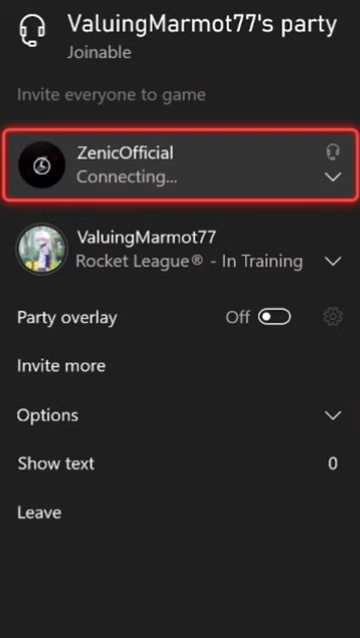 ValuingMarmot77's party
Joinable
Invite everyone to game
ZenicOfficial
Connecting...
ValuingMarmot77
Rocket League® - In Training
Party overlay Off
Invite more
Options
Show text 0
Leave